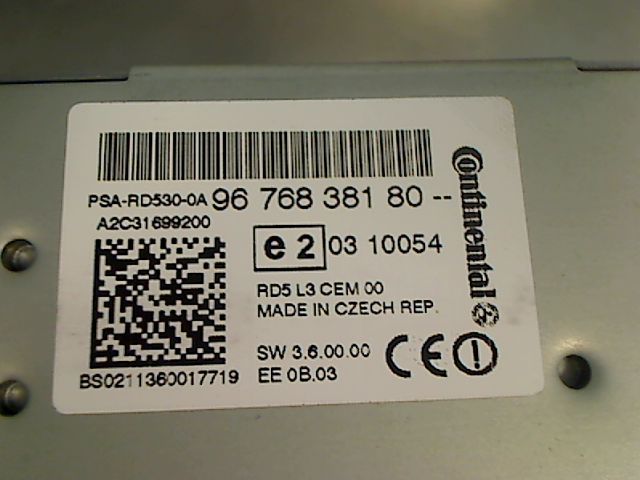 PSA-RD530-0A 96 768 381 80 --
A2C31699200
e 2 03 10054
RD5 L3 CEM 00
MADE IN CZECH REP.
SW 3.6.00.00
EE 0B.03
CE
BS0211360017719
Continental